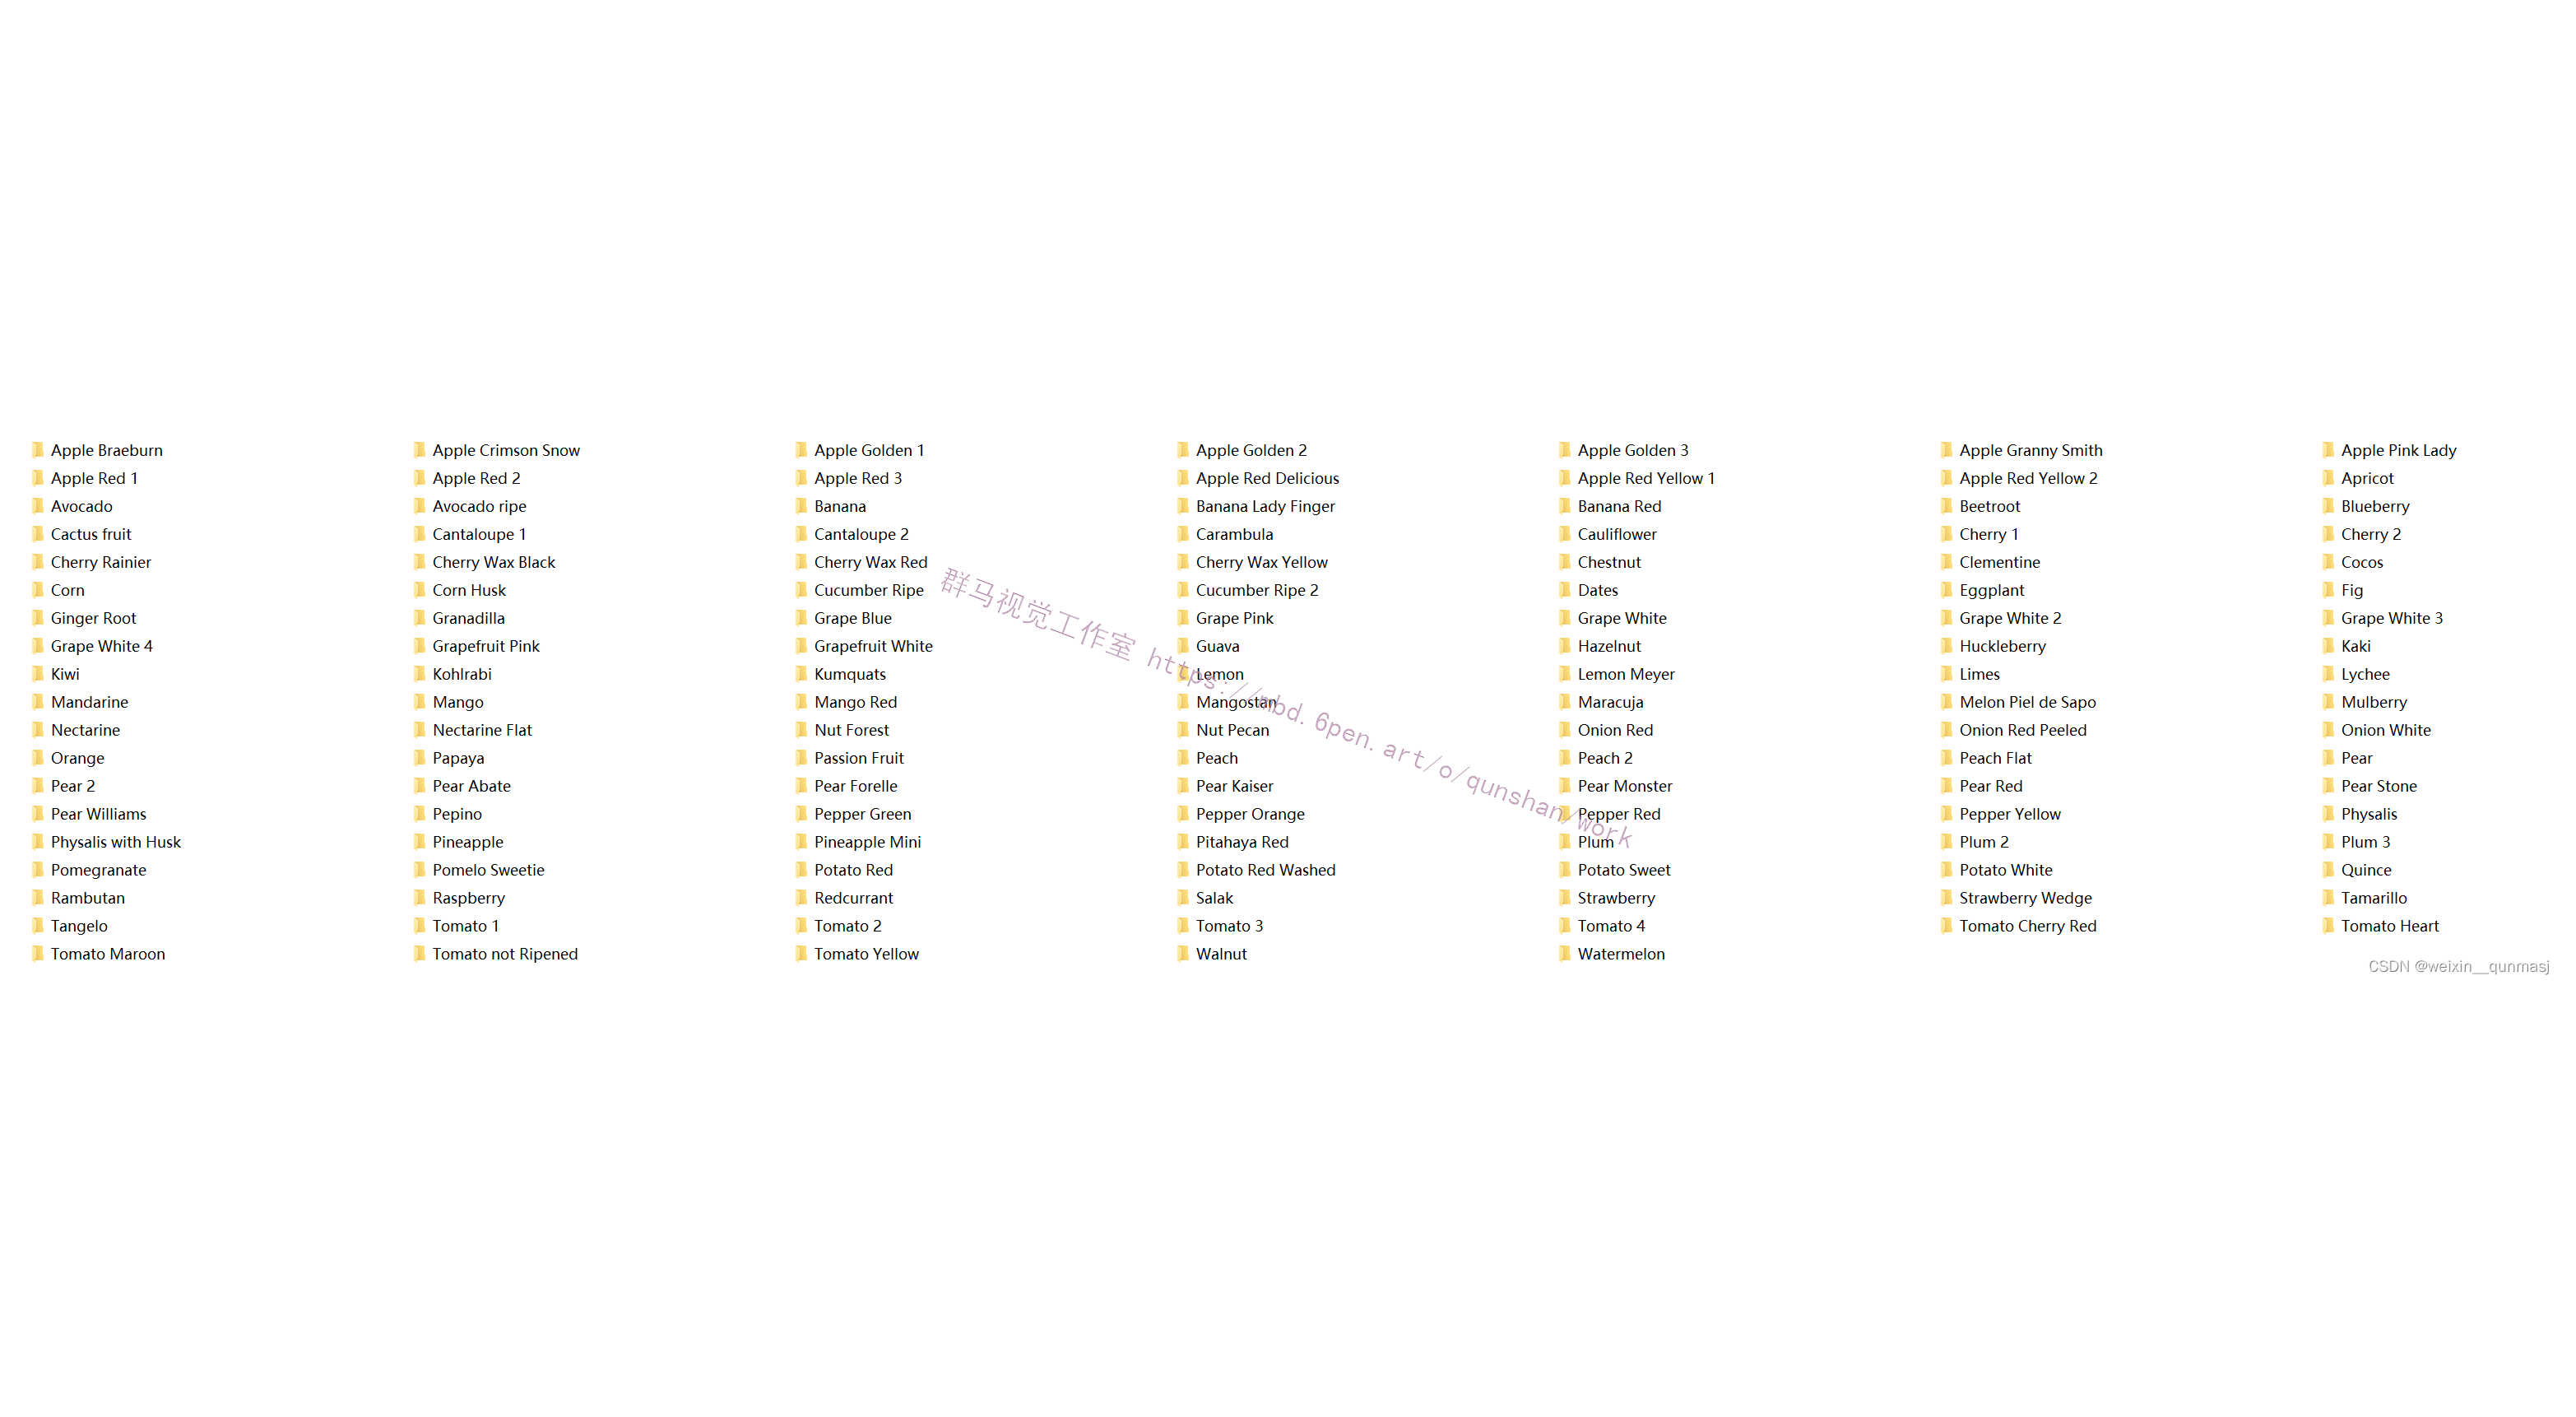 Apple Braeburn Apple Crimson Snow Apple Golden 1 Apple Golden 2 Apple Golden 3 Apple Granny Smith Apple Pink Lady
Apple Red 1 Apple Red 2 Apple Red 3 Apple Red Delicious Apple Red Yellow 1 Apple Red Yellow 2 Apricot
Avocado Avocado ripe Banana Banana Lady Finger Banana Red Beetroot Blueberry
Cactus fruit Cantaloupe 1 Cantaloupe 2 Carambula Cauliflower Cherry 1 Cherry 2
Cherry Rainier Cherry Wax Black Cherry Wax Red Cherry Wax Yellow Chestnut Clementine Cocos
Corn Corn Husk Cucumber Ripe Cucumber Ripe 2 Dates Eggplant Fig
Ginger Root Granadilla Grape Blue Grape Pink Grape White Grape White 2 Grape White 3
Grape White 4 Grapefruit Pink Grapefruit White Guava Hazelnut Huckleberry Kaki
Kiwi Kohlrabi Kumquats Lemon Lemon Meyer Limes Lychee
Mandarine Mango Mango Red Mangostan Maracuja Melon Piel de Sapo Mulberry
Nectarine Nectarine Flat Nut Forest Nut Pecan Onion Red Onion Red Peeled Onion White
Orange Papaya Passion Fruit Peach Peach 2 Peach Flat Pear
Pear 2 Pear Abate Pear Forelle Pear Kaiser Pear Monster Pear Red Pear Stone
Pear Williams Pepino Pepper Green Pepper Orange Pepper Red Pepper Yellow Physalis
Physalis with Husk Pineapple Pineapple Mini Pitahaya Red Plum Plum 2 Plum 3
Pomegranate Pomelo Sweetie Potato Red Potato Red Washed Potato Sweet Potato White Quince
Rambutan Raspberry Redcurrant Salak Strawberry Strawberry Wedge Tamarillo
Tangelo Tomato 1 Tomato 2 Tomato 3 Tomato 4 Tomato Cherry Red Tomato Heart
Tomato Maroon Tomato not Ripened Tomato Yellow Walnut Watermelon
群马视觉工作室 https://mbd.6pen.art/o/qunshan/work
CSDN @weixin__qunmasj